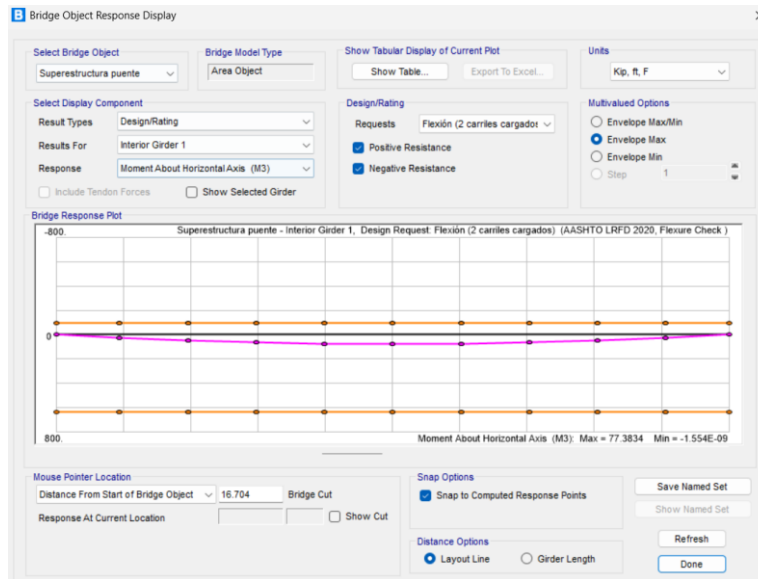 B Bridge Object Response Display
Select Bridge Object
Superestructura puente
Bridge Model Type
Area Object
Show Tabular Display of Current Plot
Show Table...
Export To Excel...
Units
Kip, ft, F
Select Display Component
Result Types
Design/Rating
Results For
Interior Girder 1
Response
Moment About Horizontal Axis (M3)
Include Tendon Forces
Show Selected Girder
Design/Rating
Requests
Flexión (2 carriles cargados
Positive Resistance
Negative Resistance
Multivalued Options
Envelope Max/Min
Envelope Max
Envelope Min
Step
1
Bridge Response Plot
-800.
Superestructura puente - Interior Girder 1, Design Request: Flexión (2 carriles cargados) (AASHTO LRFD 2020, Flexure Check )
0
800.
Moment About Horizontal Axis (M3): Max = 77.3834 Min = -1.554E-09
Mouse Pointer Location
Distance From Start of Bridge Object
16.704
Bridge Cut
Response At Current Location
Show Cut
Snap Options
Snap to Computed Response Points
Distance Options
Layout Line
Girder Length
Save Named Set
Show Named Set
Refresh
Done